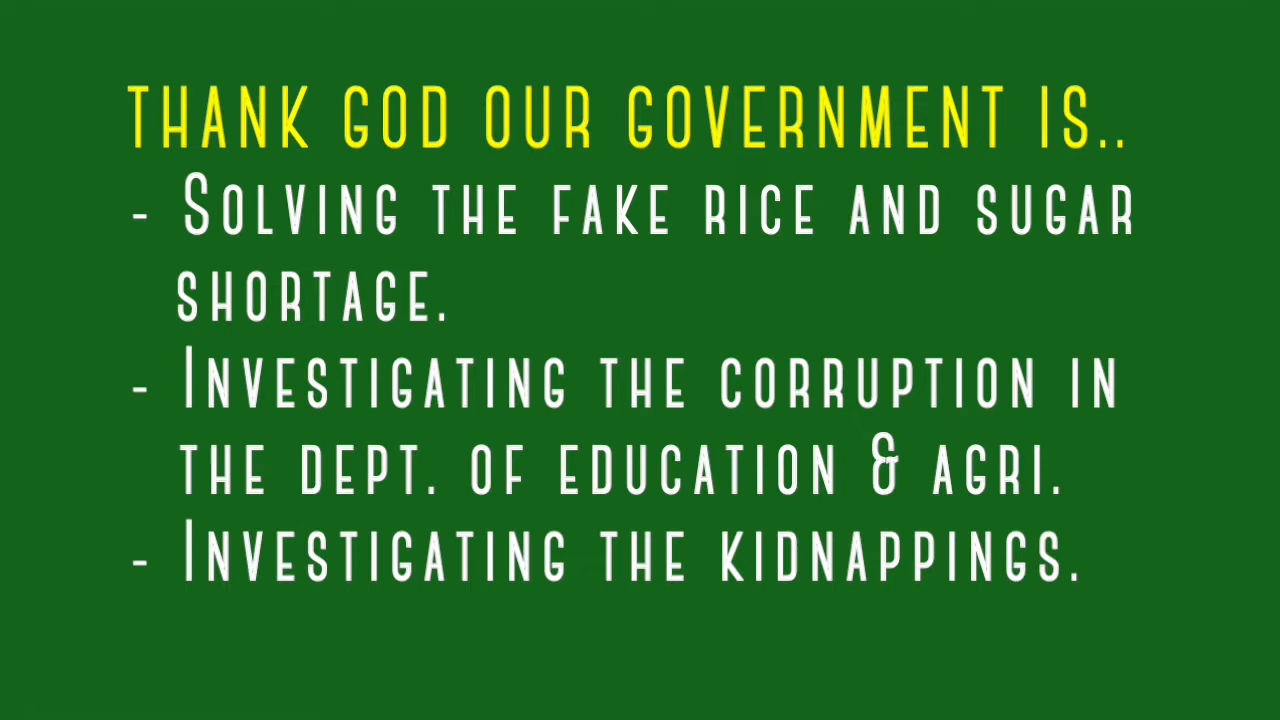 THANK GOD OUR GOVERNMENT IS..
- SOLVING THE FAKE RICE AND SUGAR
SHORTAGE.
- INVESTIGATING THE CORRUPTION IN
THE DEPT. OF EDUCATION & AGRI.
- INVESTIGATING THE KIDNAPPINGS.